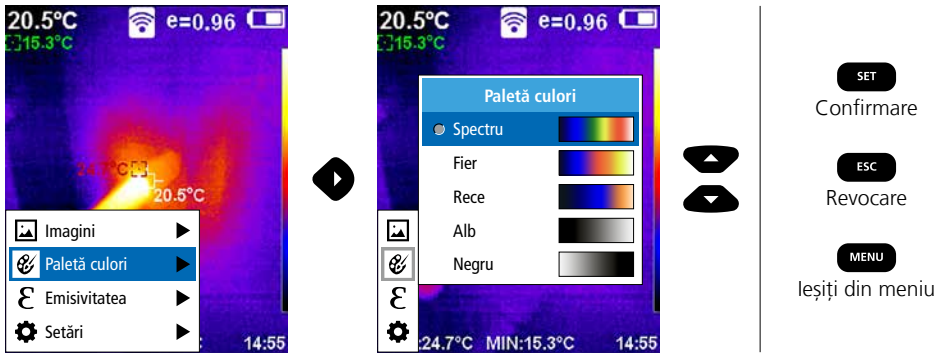 20.5°C e=0.96
15.3°C
24.7°C
20.5°C
Imagini
Paletă culori
Emisivitatea
Setări
: 14:55
20.5°C e=0.96
15.3°C
Paletă culori
Spectru
Fier
Rece
Alb
Negru
ε
:24.7°C MIN:15.3°C 14:55
SET
Confirmare
ESC
Revocare
MENU
Ieșiți din meniu